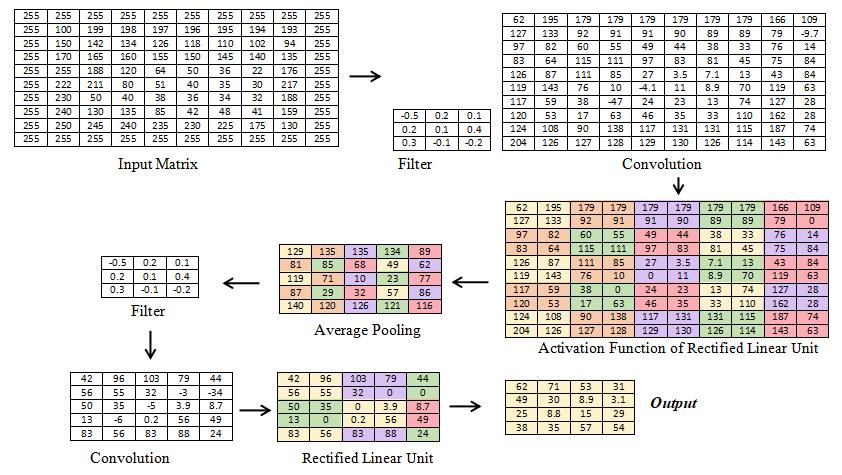 255 255 255 255 255 255 255 255 255 255
255 100 199 198 197 196 195 194 193 255
255 150 142 134 126 118 110 102 94 255
255 170 165 160 155 150 145 140 135 255
255 255 188 120 64 50 36 22 176 255
255 222 211 80 51 40 35 30 217 255
255 230 50 40 38 36 34 32 188 255
255 240 130 135 85 42 48 41 159 255
255 250 245 240 235 230 225 175 130 255
255 255 255 255 255 255 255 255 255 255
Input Matrix
-0.5 0.2 0.1
0.2 0.1 0.4
0.3 -0.1 -0.2
Filter
62 195 179 179 179 179 179 179 166 109
127 133 92 91 91 90 89 89 79 -9.7
97 82 60 55 49 44 38 33 76 14
83 64 115 111 97 83 81 45 75 84
126 87 111 85 27 3.5 7.1 13 43 84
119 143 76 10 -4.1 11 8.9 70 119 63
117 59 38 -47 24 23 13 74 127 28
120 53 17 63 46 35 33 110 162 28
124 108 90 138 117 131 131 115 187 74
204 126 127 128 129 130 126 114 143 63
Convolution
62 195 179 179 179 179 179 179 166 109
127 133 92 91 91 90 89 89 79 0
97 82 60 55 49 44 38 33 76 14
83 64 115 111 97 83 81 45 75 84
126 87 111 85 27 3.5 7.1 13 43 84
119 143 76 10 0 11 8.9 70 119 63
117 59 38 0 24 23 13 74 127 28
120 53 17 63 46 35 33 110 162 28
124 108 90 138 117 131 131 115 187 74
204 126 127 128 129 130 126 114 143 63
Activation Function of Rectified Linear Unit
129 135 135 134 89
81 85 68 49 62
119 71 10 23 77
87 29 32 57 86
140 120 126 121 116
Average Pooling
-0.5 0.2 0.1
0.2 0.1 0.4
0.3 -0.1 -0.2
Filter
42 96 103 79 44
56 55 32 -3 -34
50 35 -5 3.9 8.7
13 -6 0.2 56 49
83 56 83 88 24
Convolution
42 96 103 79 44
56 55 32 0 0
50 35 0 3.9 8.7
13 0 0.2 56 49
83 56 83 88 24
Rectified Linear Unit
62 71 53 31
49 30 8.9 3.1
25 8.8 15 29
38 35 57 54
Output